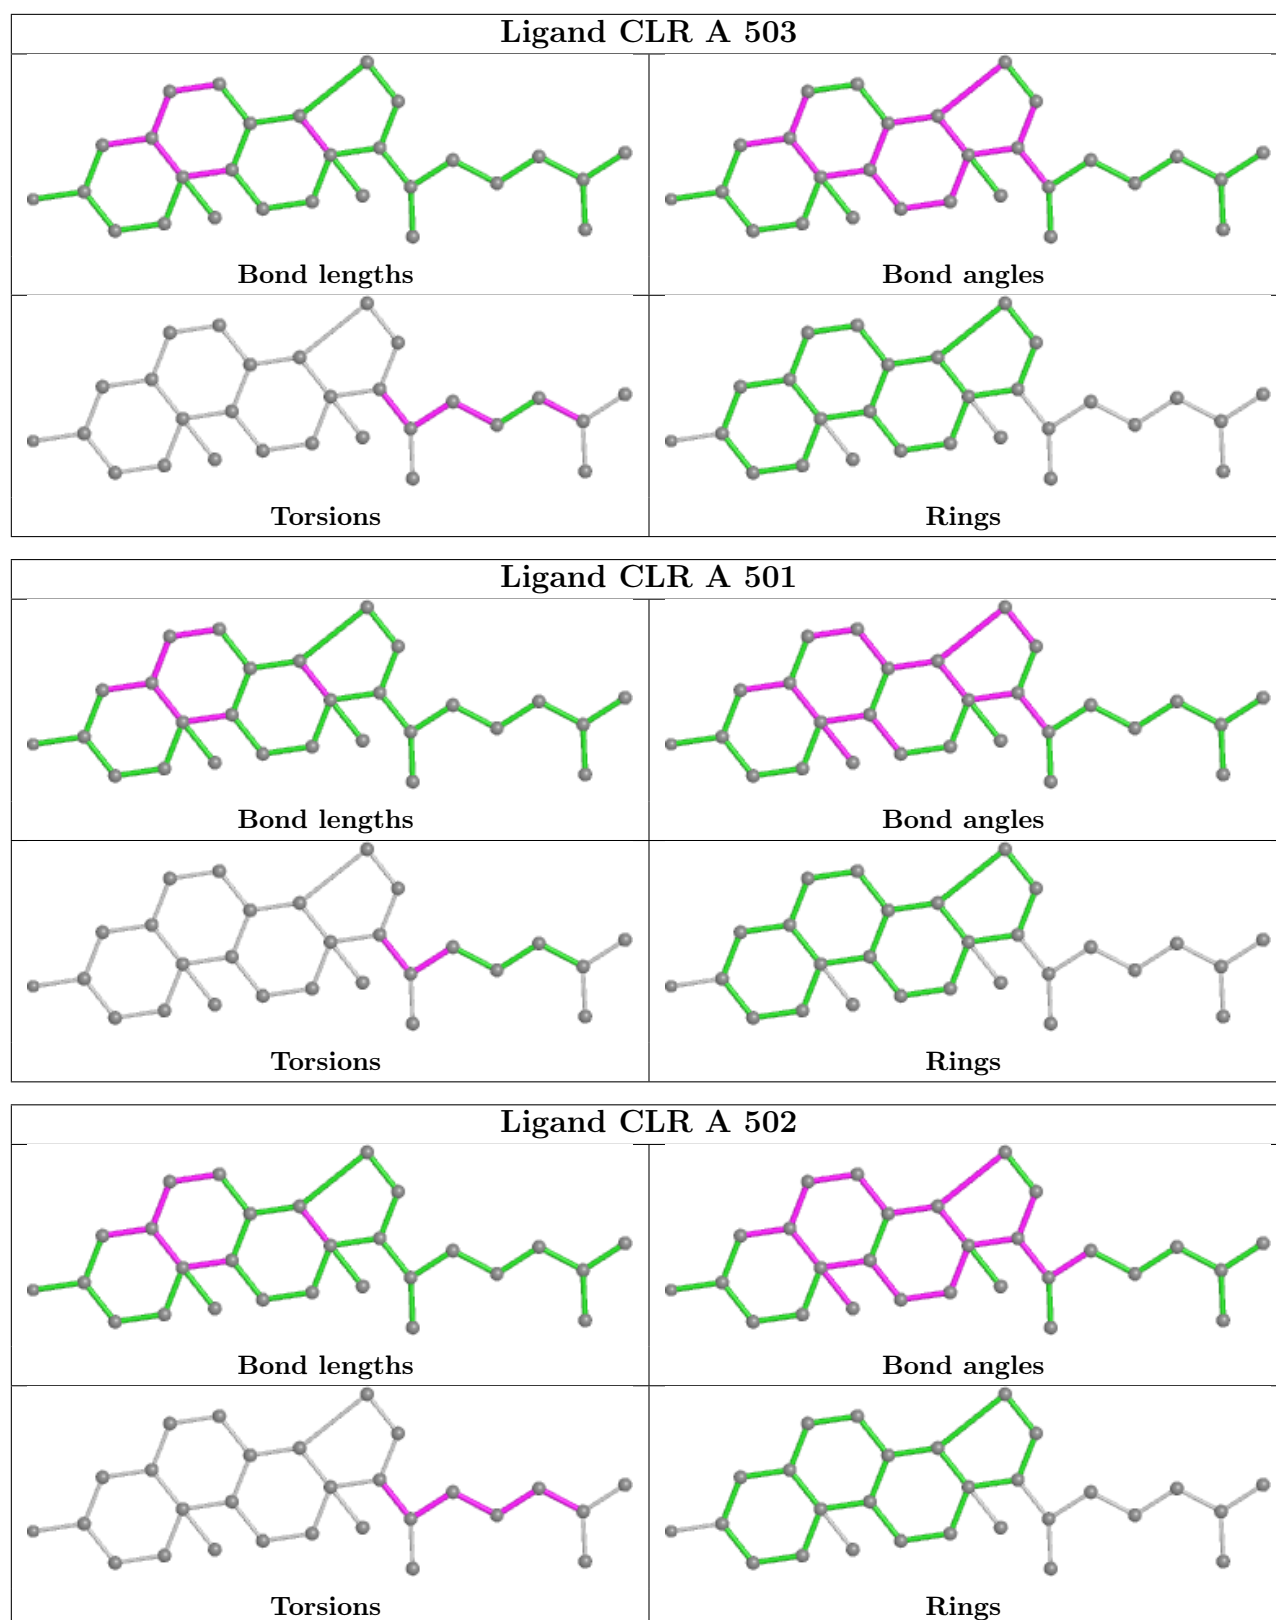 Ligand CLR A 503
Bond lengths
Bond angles
Torsions
Rings
Ligand CLR A 501
Bond lengths
Bond angles
Torsions
Rings
Ligand CLR A 502
Bond lengths
Bond angles
Torsions
Rings